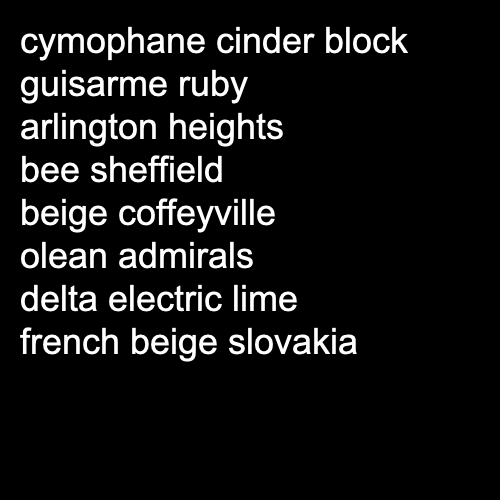 cymophane cinder block
guisarme ruby
arlington heights
bee sheffield
beige coffeyville
olean admirals
delta electric lime
french beige slovakia